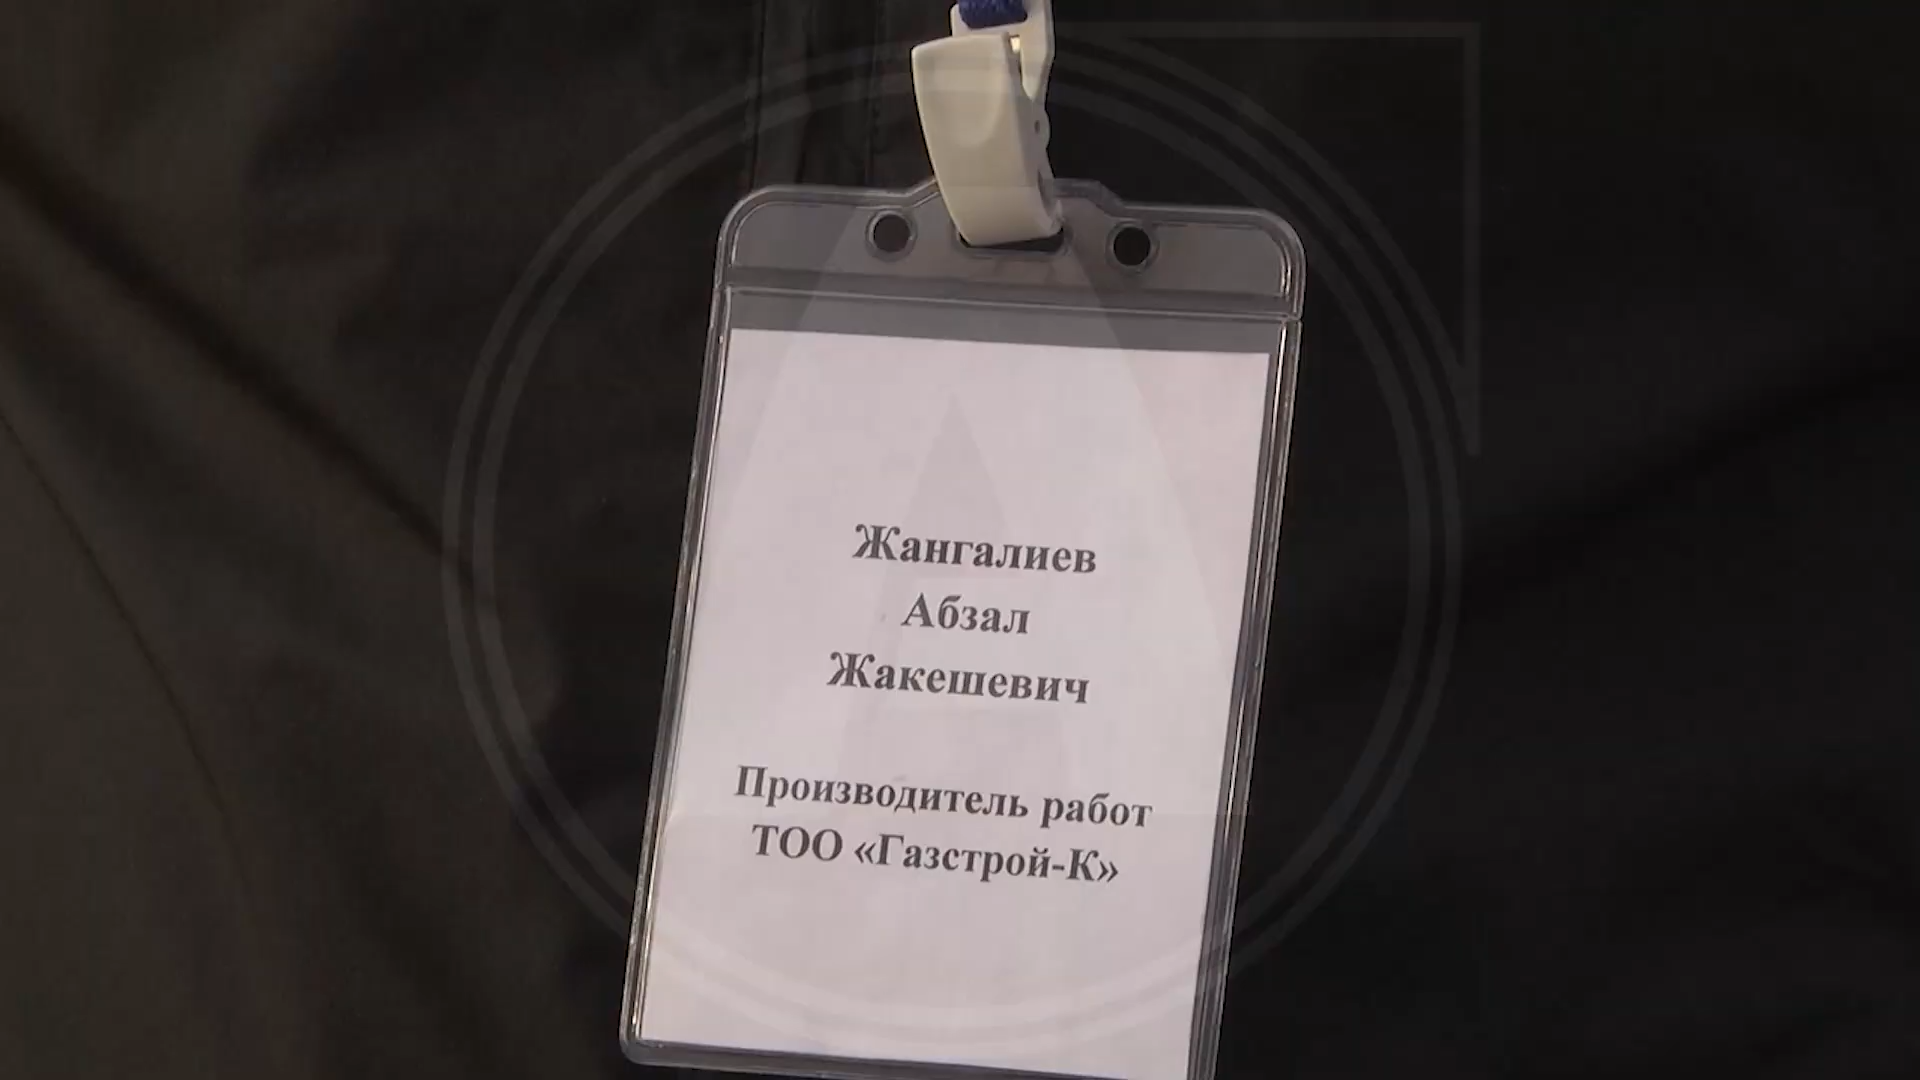 Жангалиев
Абзал
Жакешевич
Производитель работ
ТОО «Газстрой-К»